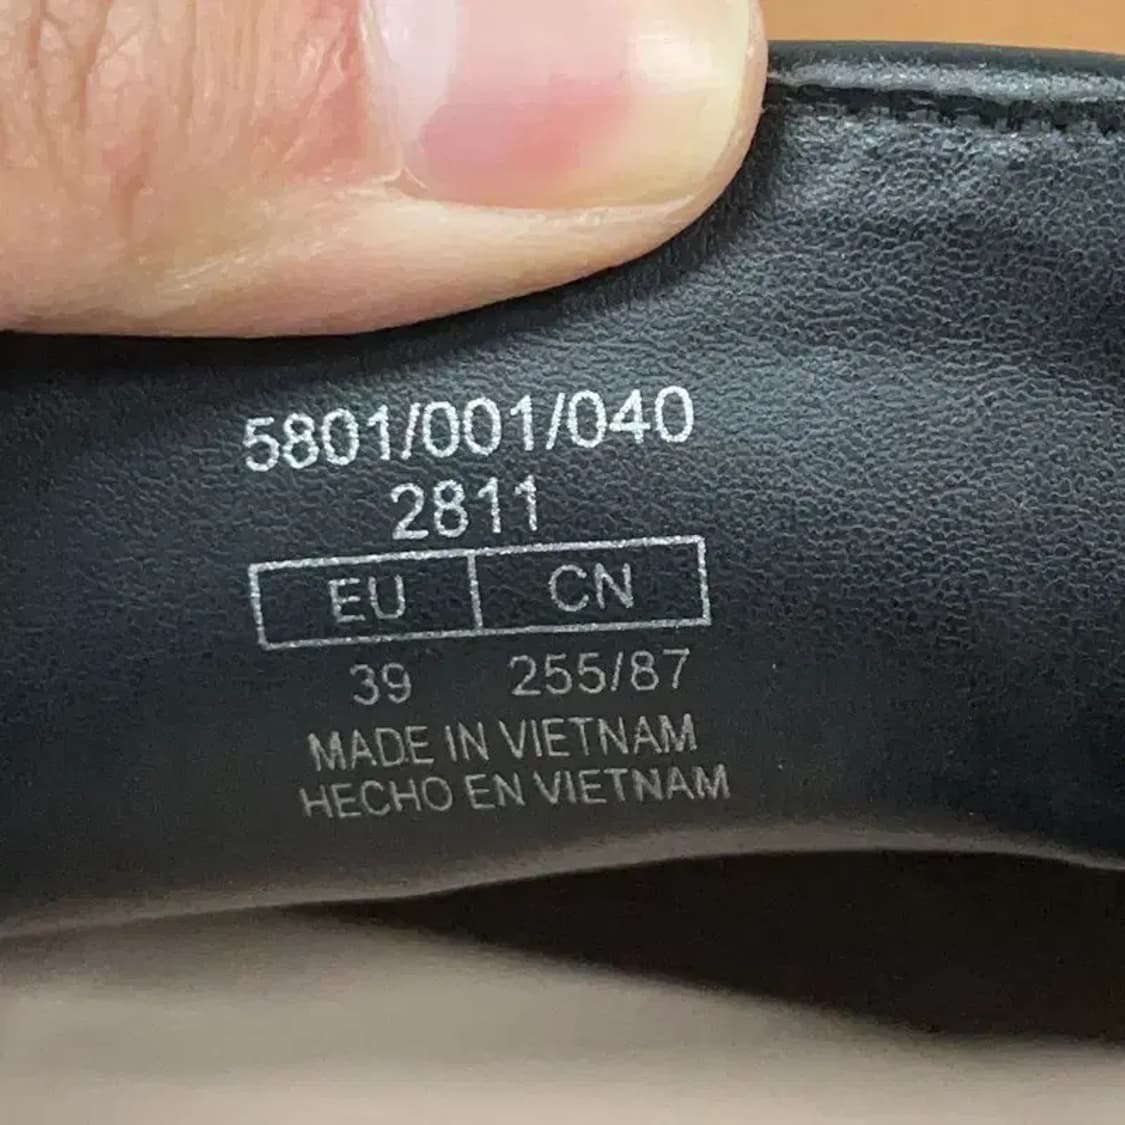 5801/001/040
2811
EU CN
39 255/87
MADE IN VIETNAM
HECHO EN VIETNAM